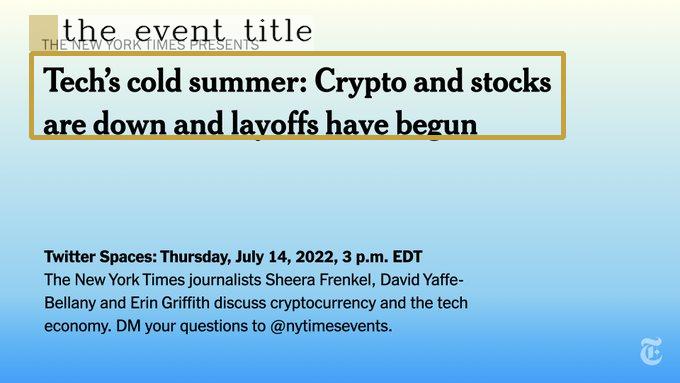 the event title
THE NEW YORK TIMES PRESENTS
Tech's cold summer: Crypto and stocks
are down and layoffs have begun
Twitter Spaces: Thursday, July 14, 2022, 3 p.m. EDT
The New York Times journalists Sheera Frenkel, David Yaffe-
Bellany and Erin Griffith discuss cryptocurrency and the tech
economy. DM your questions to @nytimesevents.
T